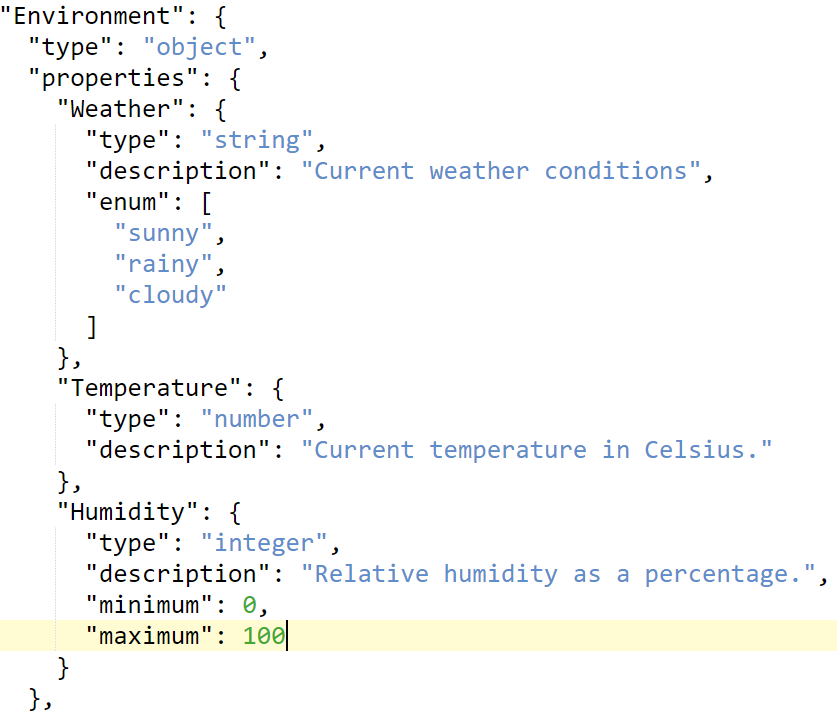 "Environment": {
  "type": "object",
  "properties": {
    "Weather": {
      "type": "string",
      "description": "Current weather conditions",
      "enum": [
        "sunny",
        "rainy",
        "cloudy"
      ]
    },
    "Temperature": {
      "type": "number",
      "description": "Current temperature in Celsius."
    },
    "Humidity": {
      "type": "integer",
      "description": "Relative humidity as a percentage.",
      "minimum": 0,
      "maximum": 100
    }
  },